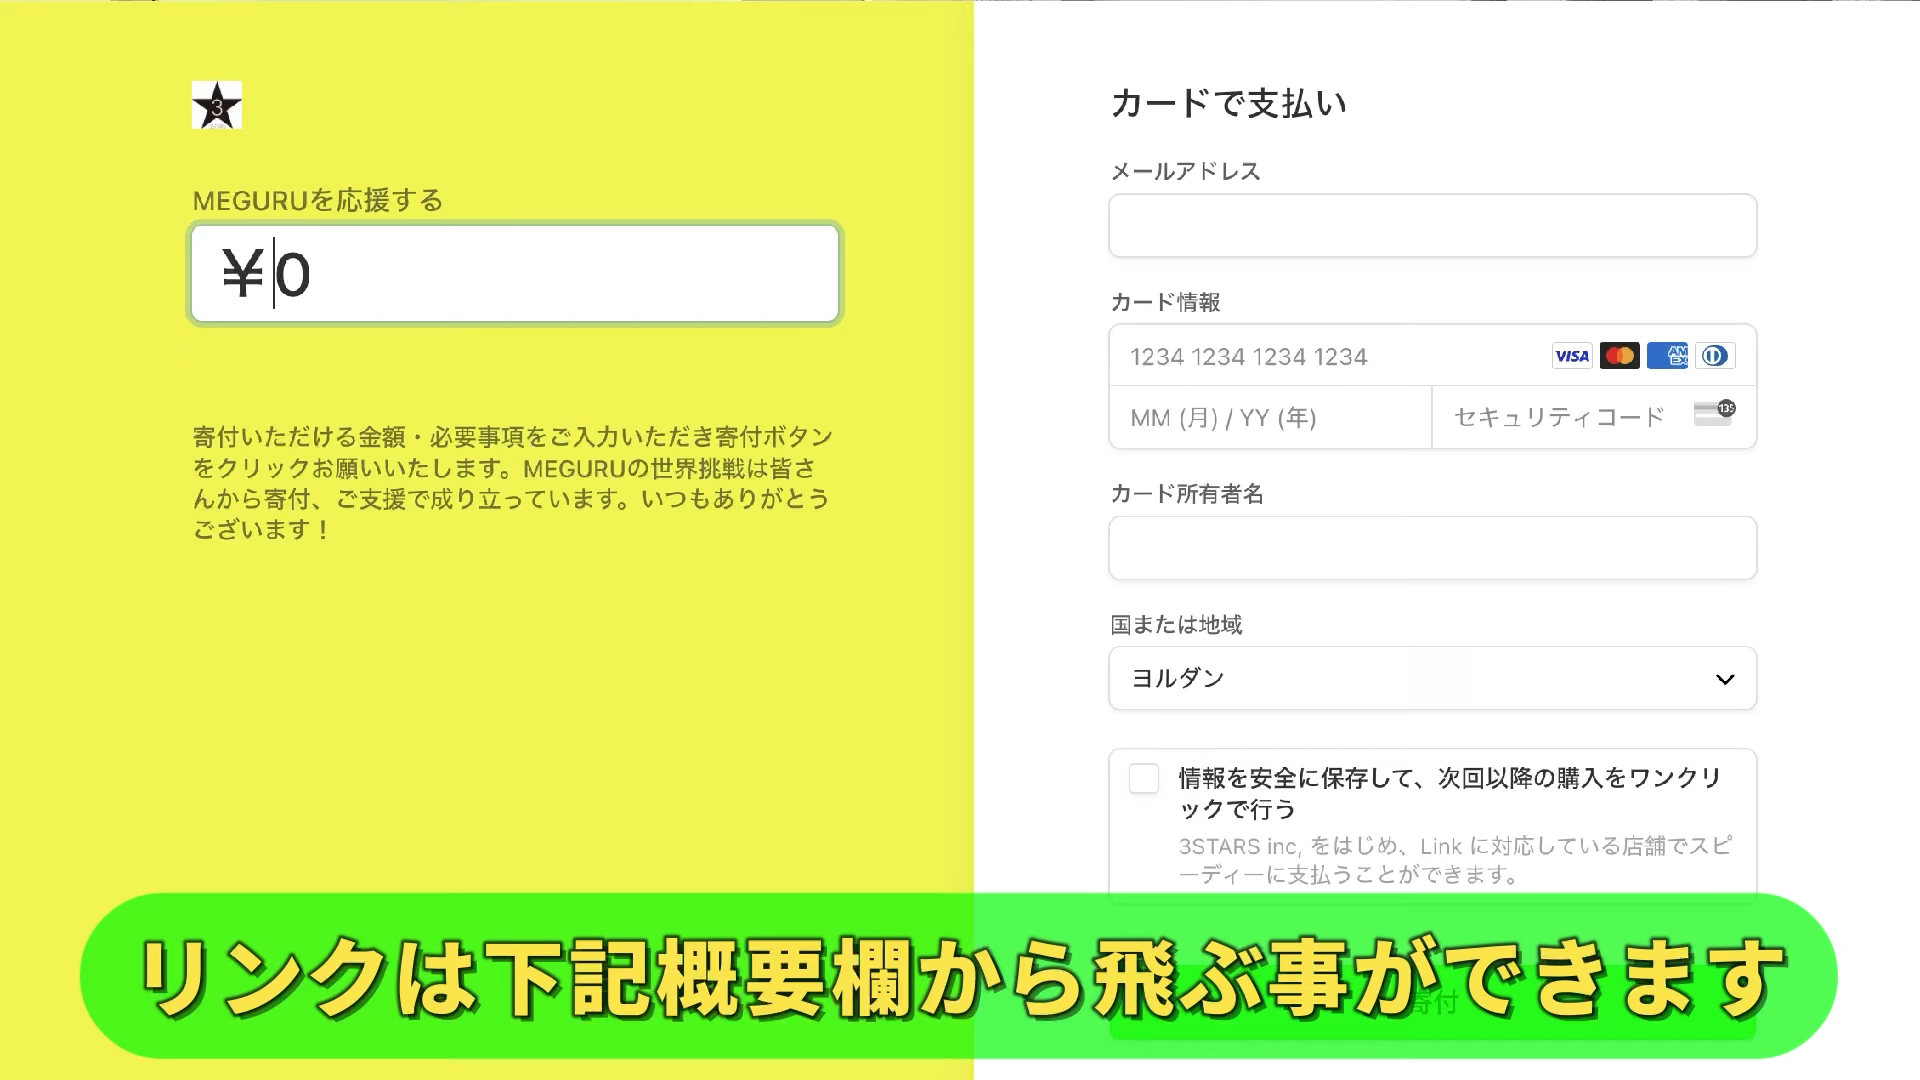 3
MEGURUを応援する
¥0
寄付いただける金額・必要事項をご入力いただき寄付ボタン
をクリックお願いいたします。MEGURUの世界挑戦は皆さ
んから寄付、ご支援で成り立っています。いつもありがとう
ございます！
カードで支払い
メールアドレス
カード情報
1234 1234 1234 1234
VISA
AM
EX
MM (月) / YY (年)
セキュリティコード
135
カード所有者名
国または地域
ヨルダン
情報を安全に保存して、次回以降の購入をワンクリ
ックで行う
3STARS inc, をはじめ、Link に対応している店舗でスピ
ーディーに支払うことができます。
寄付
リンクは下記概要欄から飛ぶ事ができます